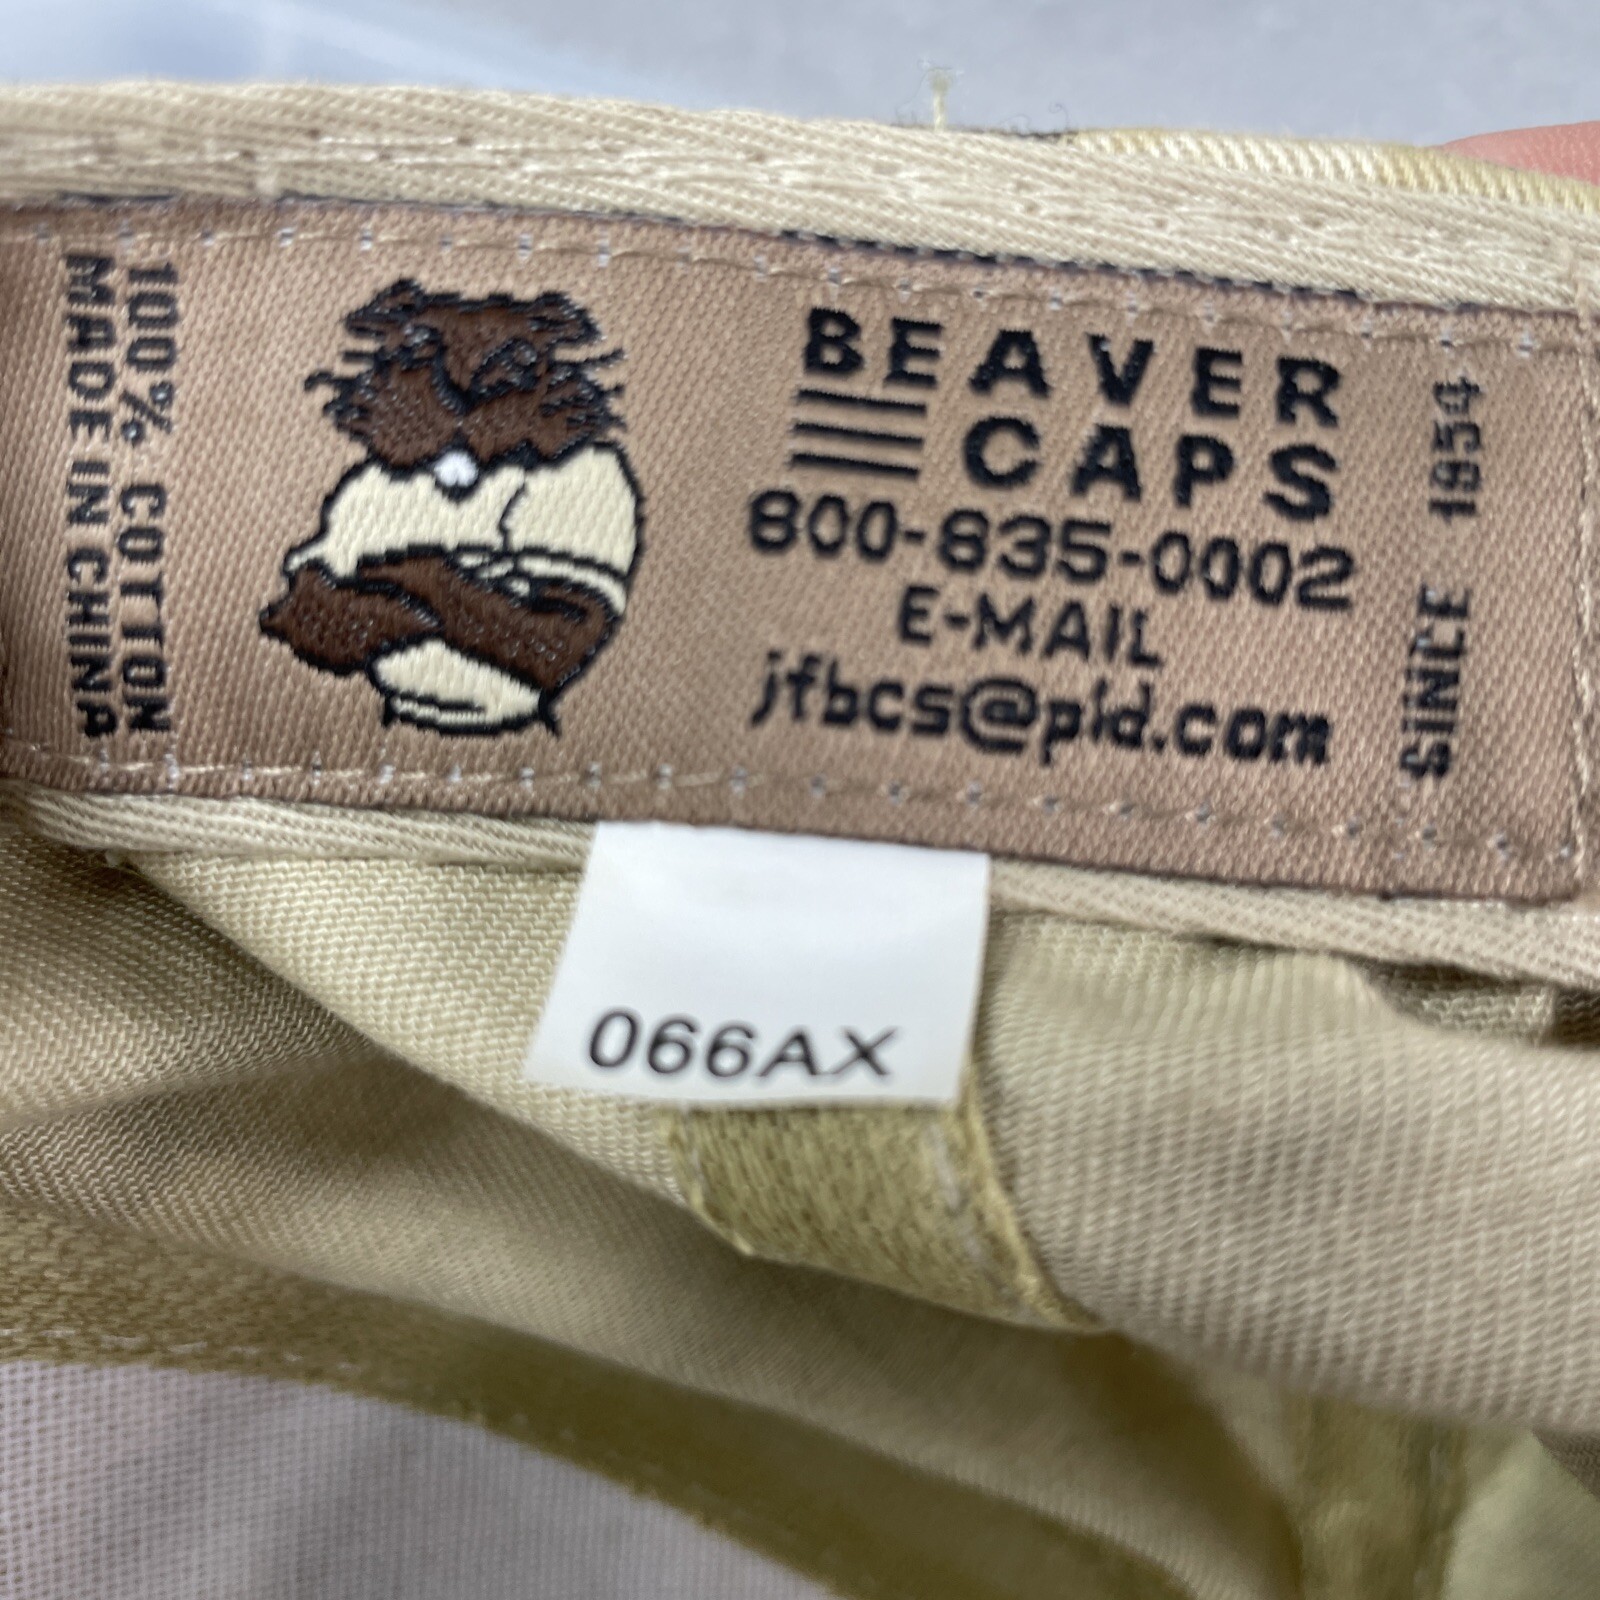 100% COTTON
MADE IN CHINA
BEAVER
CAPS
800-835-0002
E-MAIL
jfbcs@pld.com
SINCE 1954
066AX